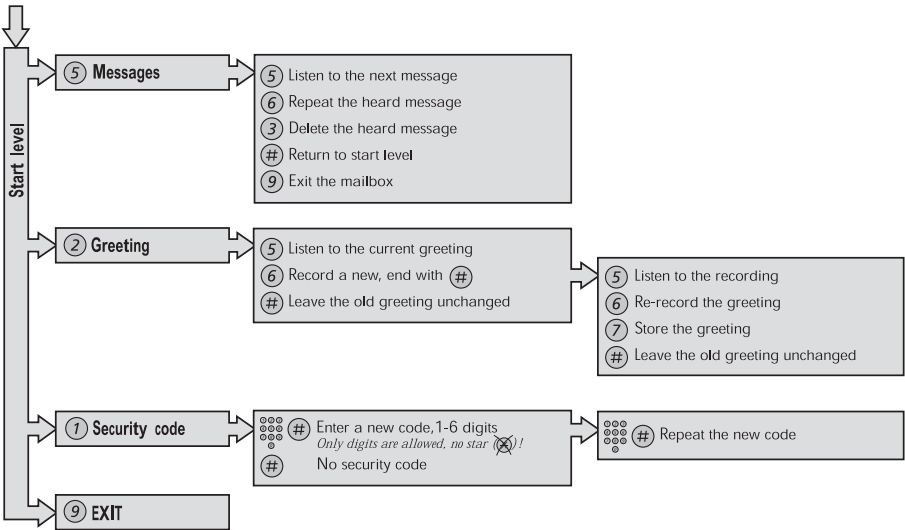 Start level
5 Messages
5 Listen to the next message
6 Repeat the heard message
3 Delete the heard message
# Return to start level
9 Exit the mailbox
2 Greeting
5 Listen to the current greeting
6 Record a new, end with #
# Leave the old greeting unchanged
5 Listen to the recording
6 Re-record the greeting
7 Store the greeting
# Leave the old greeting unchanged
1 Security code
# Enter a new code,1-6 digits
Only digits are allowed, no star (*)!
# No security code
# Repeat the new code
9 EXIT